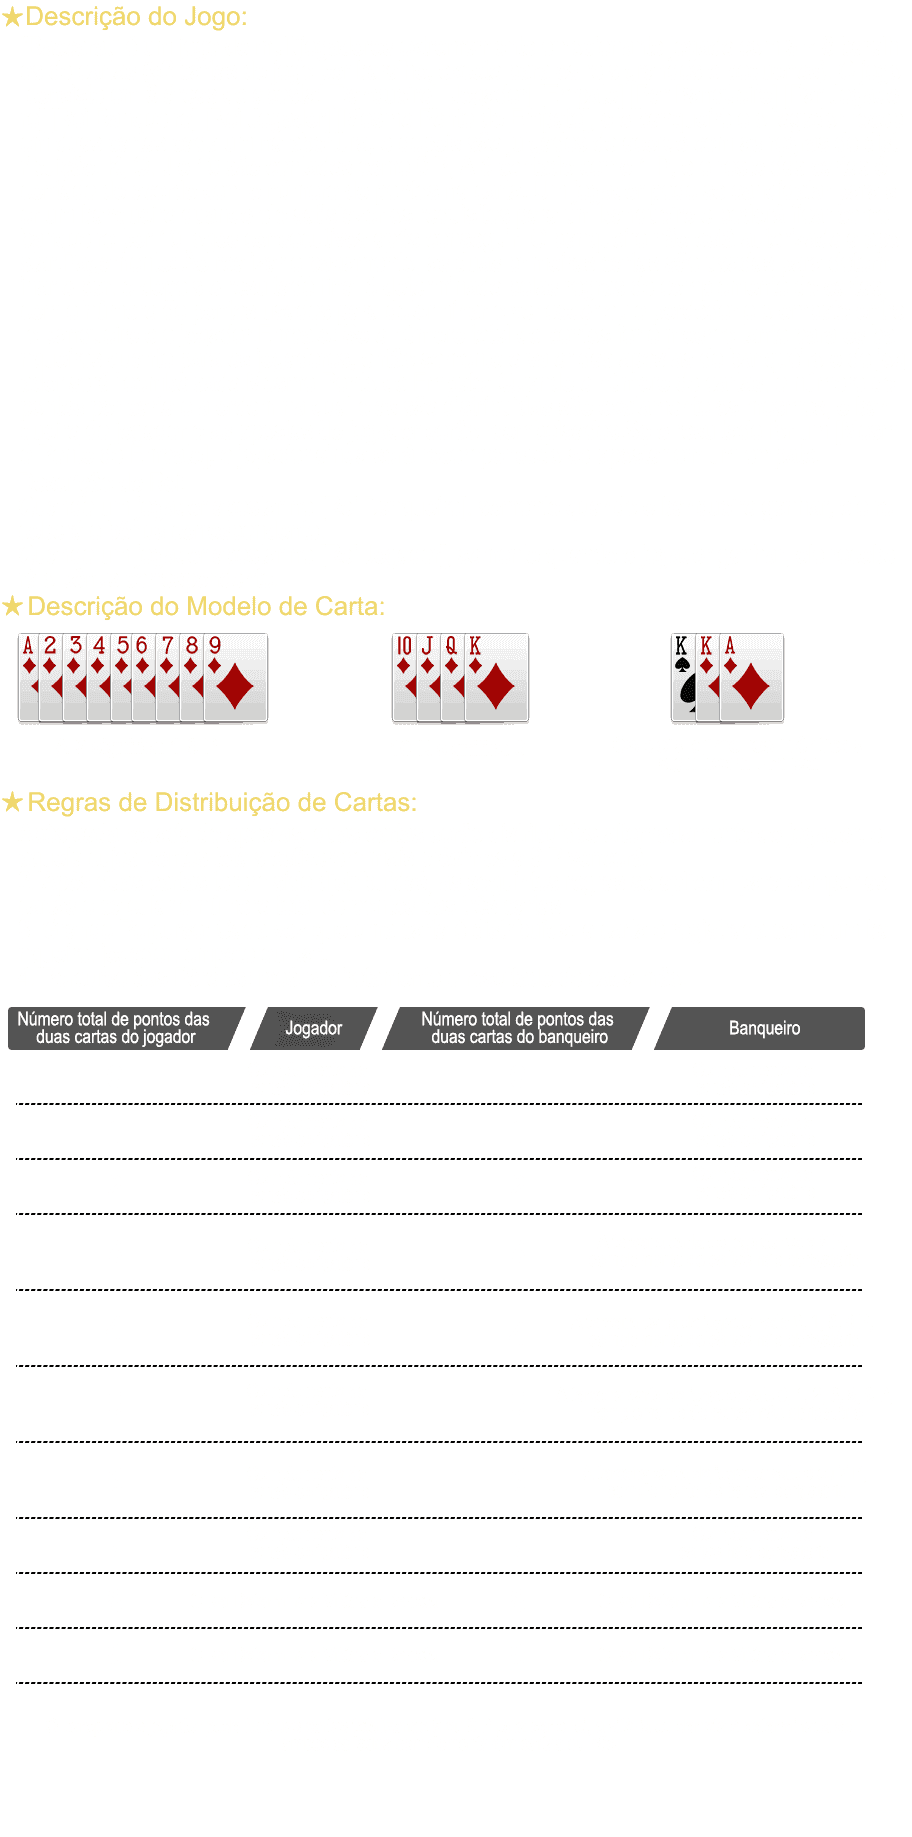 ★Descrição do Jogo:
★Descrição do Modelo de Carta:
A 2 3 4 5 6 7 8 9 10 J Q K K K A
★Regras de Distribuição de Cartas:
Número total de pontos das
duas cartas do jogador
Jogador
Número total de pontos das
duas cartas do banqueiro
Banqueiro